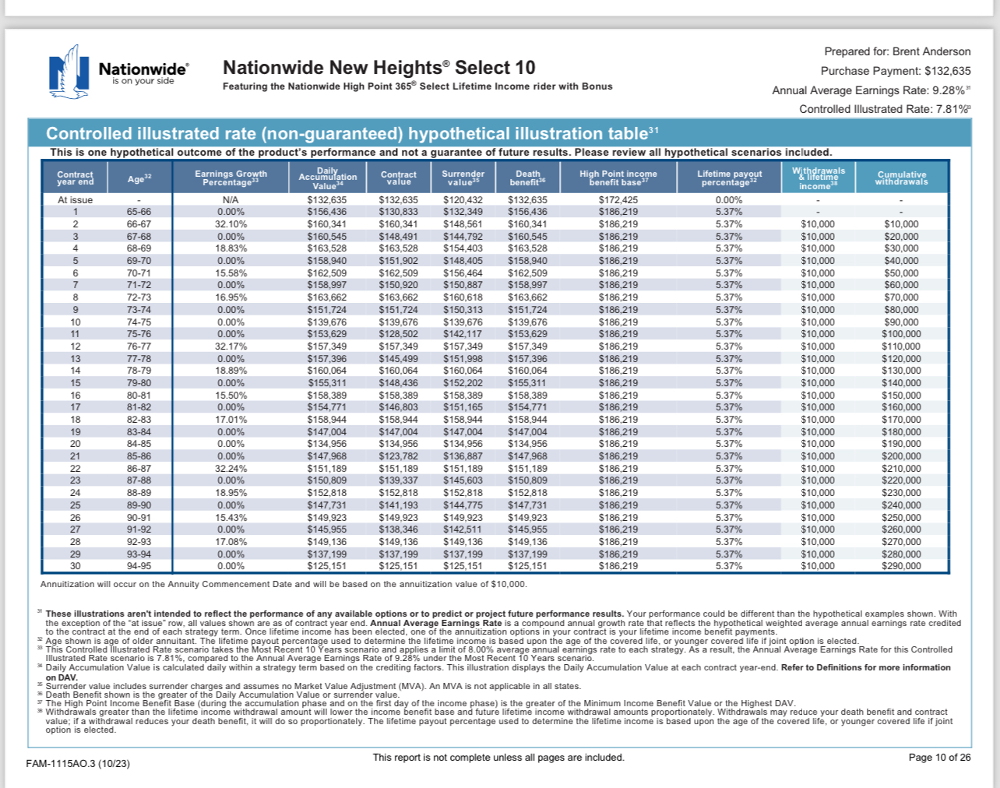 Nationwide®
is on your side
Nationwide New Heights® Select 10
Featuring the Nationwide High Point 365® Select Lifetime Income rider with Bonus
Prepared for: Brent Anderson
Purchase Payment: $132,635
Annual Average Earnings Rate: 9.28%³¹
Controlled Illustrated Rate: 7.81%³³
Controlled illustrated rate (non-guaranteed) hypothetical illustration table³¹
This is one hypothetical outcome of the product's performance and not a guarantee of future results. Please review all hypothetical scenarios included.
Contract year end Age³² Earnings Growth Percentage³³ Daily Accumulation Value³⁴ Contract value Surrender value³⁵ Death benefit³⁶ High Point income benefit base³⁷ Lifetime payout percentage³² Withdrawals & lifetime income³⁸ Cumulative withdrawals
At issue - N/A $132,635 $132,635 $120,432 $132,635 $172,425 0.00% - -
1 65-66 0.00% $156,436 $130,833 $132,349 $156,436 $186,219 5.37% - -
2 66-67 32.10% $160,341 $160,341 $148,561 $160,341 $186,219 5.37% $10,000 $10,000
3 67-68 0.00% $160,545 $148,491 $144,792 $160,545 $186,219 5.37% $10,000 $20,000
4 68-69 18.83% $163,528 $163,528 $154,403 $163,528 $186,219 5.37% $10,000 $30,000
5 69-70 0.00% $158,940 $151,902 $148,405 $158,940 $186,219 5.37% $10,000 $40,000
6 70-71 15.58% $162,509 $162,509 $156,464 $162,509 $186,219 5.37% $10,000 $50,000
7 71-72 0.00% $158,997 $150,920 $150,887 $158,997 $186,219 5.37% $10,000 $60,000
8 72-73 16.95% $163,662 $163,662 $160,618 $163,662 $186,219 5.37% $10,000 $70,000
9 73-74 0.00% $151,724 $151,724 $150,313 $151,724 $186,219 5.37% $10,000 $80,000
10 74-75 0.00% $139,676 $139,676 $139,676 $139,676 $186,219 5.37% $10,000 $90,000
11 75-76 0.00% $153,629 $128,502 $142,117 $153,629 $186,219 5.37% $10,000 $100,000
12 76-77 32.17% $157,349 $157,349 $157,349 $157,349 $186,219 5.37% $10,000 $110,000
13 77-78 0.00% $157,396 $145,499 $151,998 $157,396 $186,219 5.37% $10,000 $120,000
14 78-79 18.89% $160,064 $160,064 $160,064 $160,064 $186,219 5.37% $10,000 $130,000
15 79-80 0.00% $155,311 $148,436 $152,202 $155,311 $186,219 5.37% $10,000 $140,000
16 80-81 15.50% $158,389 $158,389 $158,389 $158,389 $186,219 5.37% $10,000 $150,000
17 81-82 0.00% $154,771 $146,803 $151,165 $154,771 $186,219 5.37% $10,000 $160,000
18 82-83 17.01% $158,944 $158,944 $158,944 $158,944 $186,219 5.37% $10,000 $170,000
19 83-84 0.00% $147,004 $147,004 $147,004 $147,004 $186,219 5.37% $10,000 $180,000
20 84-85 0.00% $134,956 $134,956 $134,956 $134,956 $186,219 5.37% $10,000 $190,000
21 85-86 0.00% $147,968 $123,782 $136,887 $147,968 $186,219 5.37% $10,000 $200,000
22 86-87 32.24% $151,189 $151,189 $151,189 $151,189 $186,219 5.37% $10,000 $210,000
23 87-88 0.00% $150,809 $139,337 $145,603 $150,809 $186,219 5.37% $10,000 $220,000
24 88-89 18.95% $152,818 $152,818 $152,818 $152,818 $186,219 5.37% $10,000 $230,000
25 89-90 0.00% $147,731 $141,193 $144,775 $147,731 $186,219 5.37% $10,000 $240,000
26 90-91 15.43% $149,923 $149,923 $149,923 $149,923 $186,219 5.37% $10,000 $250,000
27 91-92 0.00% $145,955 $138,346 $142,511 $145,955 $186,219 5.37% $10,000 $260,000
28 92-93 17.08% $149,136 $149,136 $149,136 $149,136 $186,219 5.37% $10,000 $270,000
29 93-94 0.00% $137,199 $137,199 $137,199 $137,199 $186,219 5.37% $10,000 $280,000
30 94-95 0.00% $125,151 $125,151 $125,151 $125,151 $186,219 5.37% $10,000 $290,000
Annuitization will occur on the Annuity Commencement Date and will be based on the annuitization value of $10,000.
³¹ These illustrations aren't intended to reflect the performance of any available options or to predict or project future performance results. Your performance could be different than the hypothetical examples shown. With
the exception of the “at issue” row, all values shown are as of contract year end. Annual Average Earnings Rate is a compound annual growth rate that reflects the hypothetical weighted average annual earnings rate credited
to the contract at the end of each strategy term. Once lifetime income has been elected, one of the annuitization options in your contract is your lifetime income benefit payments.
³² Age shown is age of older annuitant. The lifetime payout percentage used to determine the lifetime income is based upon the age of the covered life, or younger covered life if joint option is elected.
³³ This Controlled Illustrated Rate scenario takes the Most Recent 10 Years scenario and applies a limit of 8.00% average annual earnings rate to each strategy. As a result, the Annual Average Earnings Rate for this Controlled
Illustrated Rate scenario is 7.81%, compared to the Annual Average Earnings Rate of 9.28% under the Most Recent 10 Years scenario.
³⁴ Daily Accumulation Value is calculated daily within a strategy term based on the crediting factors. This illustration displays the Daily Accumulation Value at each contract year-end. Refer to Definitions for more information
on DAV.
³⁵ Surrender value includes surrender charges and assumes no Market Value Adjustment (MVA). An MVA is not applicable in all states.
³⁶ Death Benefit shown is the greater of the Daily Accumulation Value or surrender value.
³⁷ The High Point Income Benefit Base (during the accumulation phase and on the first day of the income phase) is the greater of the Minimum Income Benefit Value or the Highest DAV.
³⁸ Withdrawals greater than the lifetime income withdrawal amount will lower the income benefit base and future lifetime income withdrawal amounts proportionately. Withdrawals may reduce your death benefit and contract
value; if a withdrawal reduces your death benefit, it will do so proportionately. The lifetime payout percentage used to determine the lifetime income is based upon the age of the covered life, or younger covered life if joint
option is elected.
FAM-1115AO.3 (10/23)
This report is not complete unless all pages are included.
Page 10 of 26